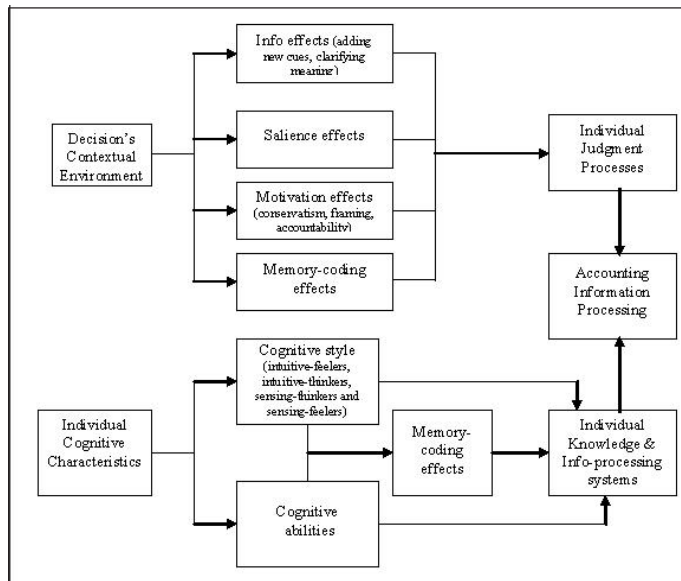 Info effects (adding
new cues, clarifying
meaning)
Decision's
Contextual
Environment
Salience effects
Individual
Judgment
Processes
Motivation effects
(conservatism, framing,
accountability)
Memory-coding
effects
Accounting
Information
Processing
Cognitive style
(intuitive-feelers,
intuitive-thinkers,
sensing-thinkers and
sensing-feelers)
Individual
Cognitive
Characteristics
Memory-
coding
effects
Individual
Knowledge &
Info-processing
systems
Cognitive
abilities